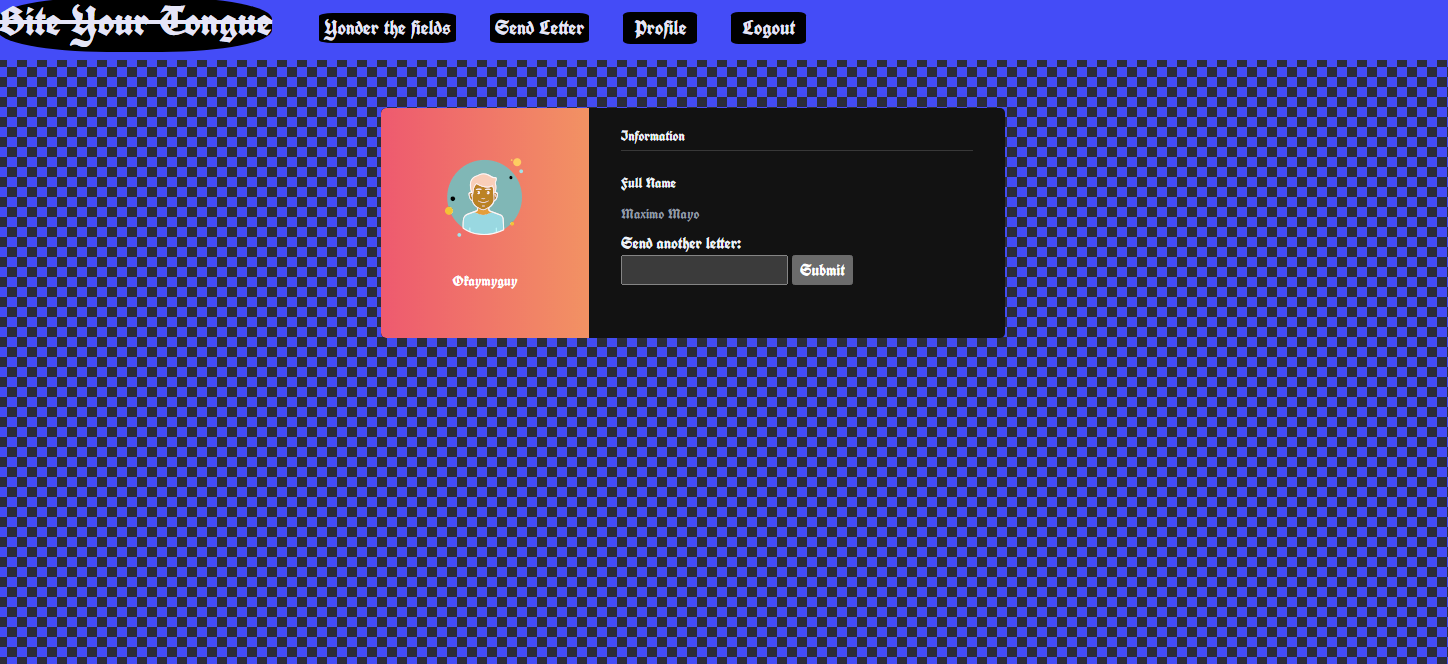 Bite Your Tongue
Yonder the fields
Send Letter
Profile
Logout
Information
Full Name
Maximo Mayo
Send another letter:
Submit
Okaymyguy